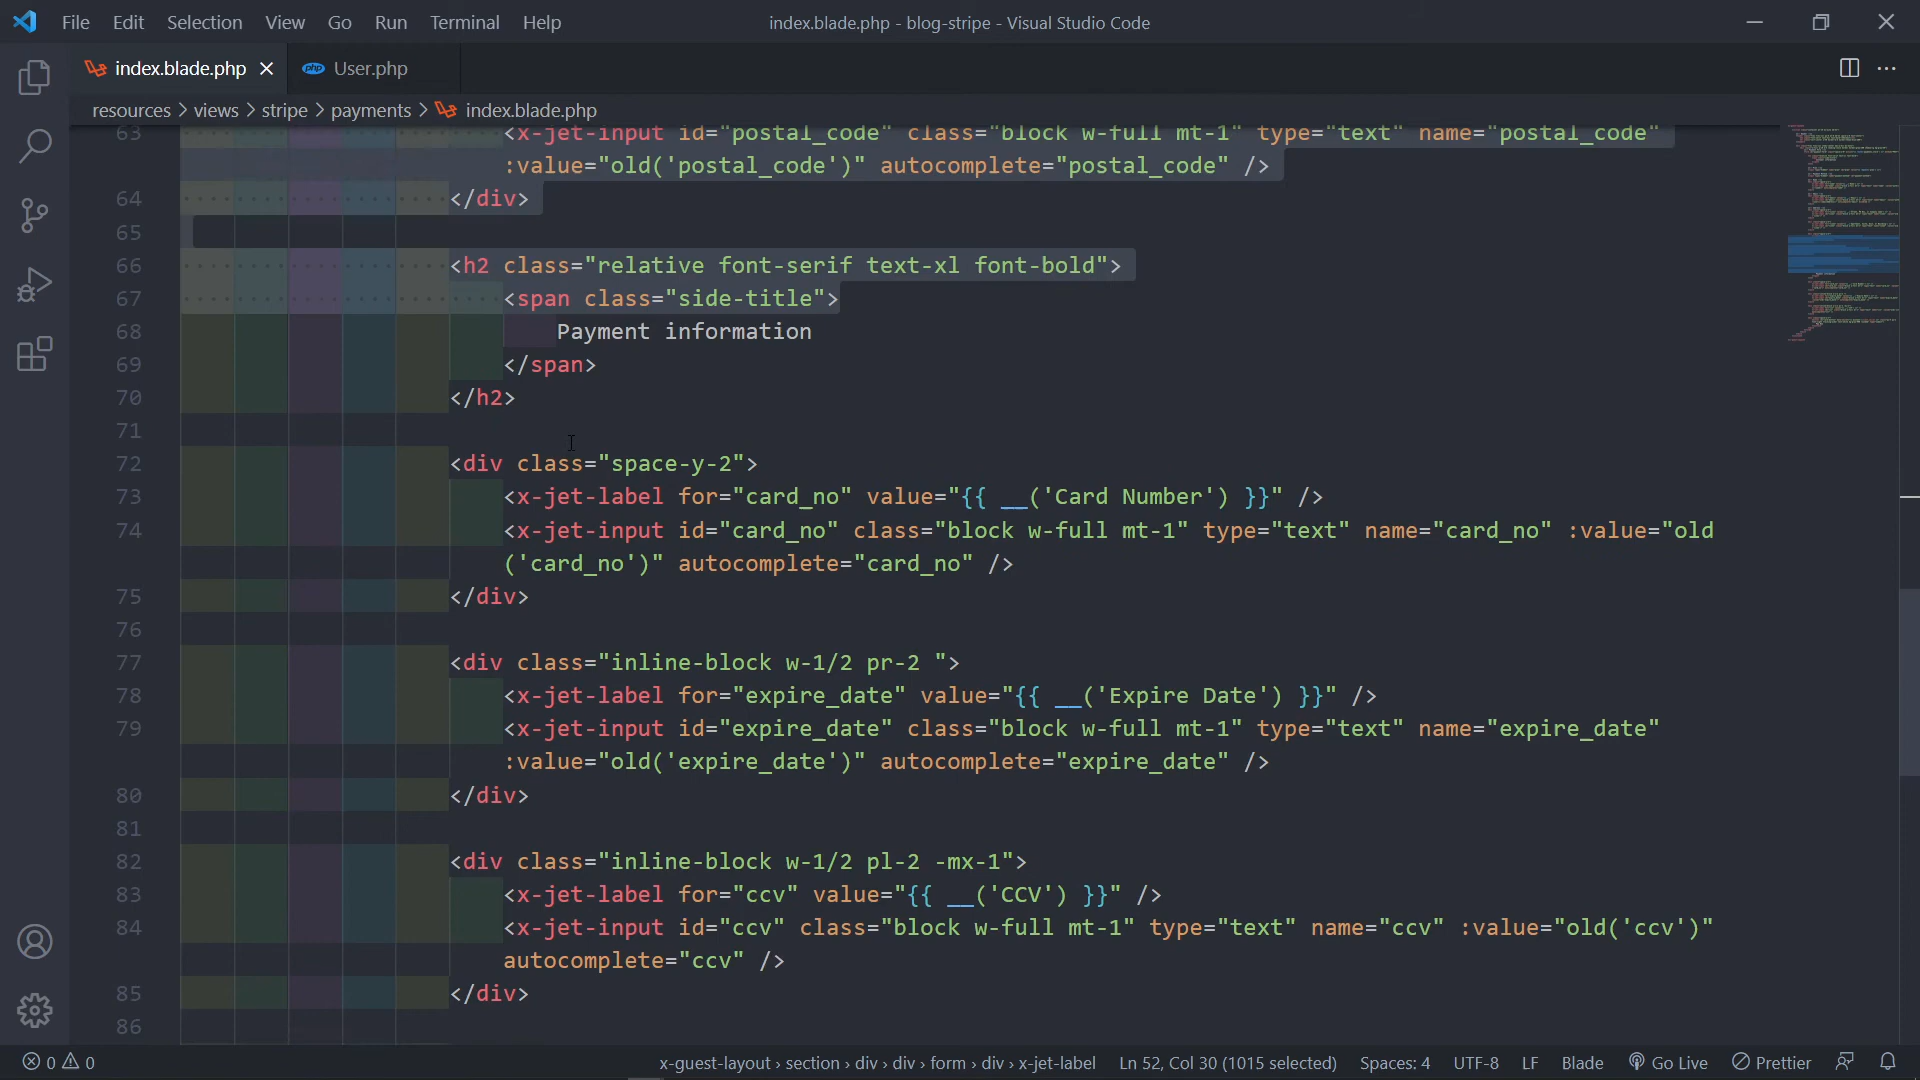 File Edit Selection View Go Run Terminal Help index.blade.php - blog-stripe - Visual Studio Code
index.blade.php User.php
resources > views > stripe > payments > index.blade.php
63 <x-jet-input id="postal_code" class="block w-full mt-1" type="text" name="postal_code"
:value="old('postal_code')" autocomplete="postal_code" />
64 </div>
65
66 <h2 class="relative font-serif text-xl font-bold">
67 <span class="side-title">
68 Payment information
69 </span>
70 </h2>
71
72 <div class="space-y-2">
73 <x-jet-label for="card_no" value="{{ __('Card Number') }}" />
74 <x-jet-input id="card_no" class="block w-full mt-1" type="text" name="card_no" :value="old
('card_no')" autocomplete="card_no" />
75 </div>
76
77 <div class="inline-block w-1/2 pr-2 ">
78 <x-jet-label for="expire_date" value="{{ __('Expire Date') }}" />
79 <x-jet-input id="expire_date" class="block w-full mt-1" type="text" name="expire_date"
:value="old('expire_date')" autocomplete="expire_date" />
80 </div>
81
82 <div class="inline-block w-1/2 pl-2 -mx-1">
83 <x-jet-label for="ccv" value="{{ __('CCV') }}" />
84 <x-jet-input id="ccv" class="block w-full mt-1" type="text" name="ccv" :value="old('ccv')"
autocomplete="ccv" />
85 </div>
86
0 0 x-guest-layout › section › div › div › form › div › x-jet-label Ln 52, Col 30 (1015 selected) Spaces: 4 UTF-8 LF Blade Go Live Prettier